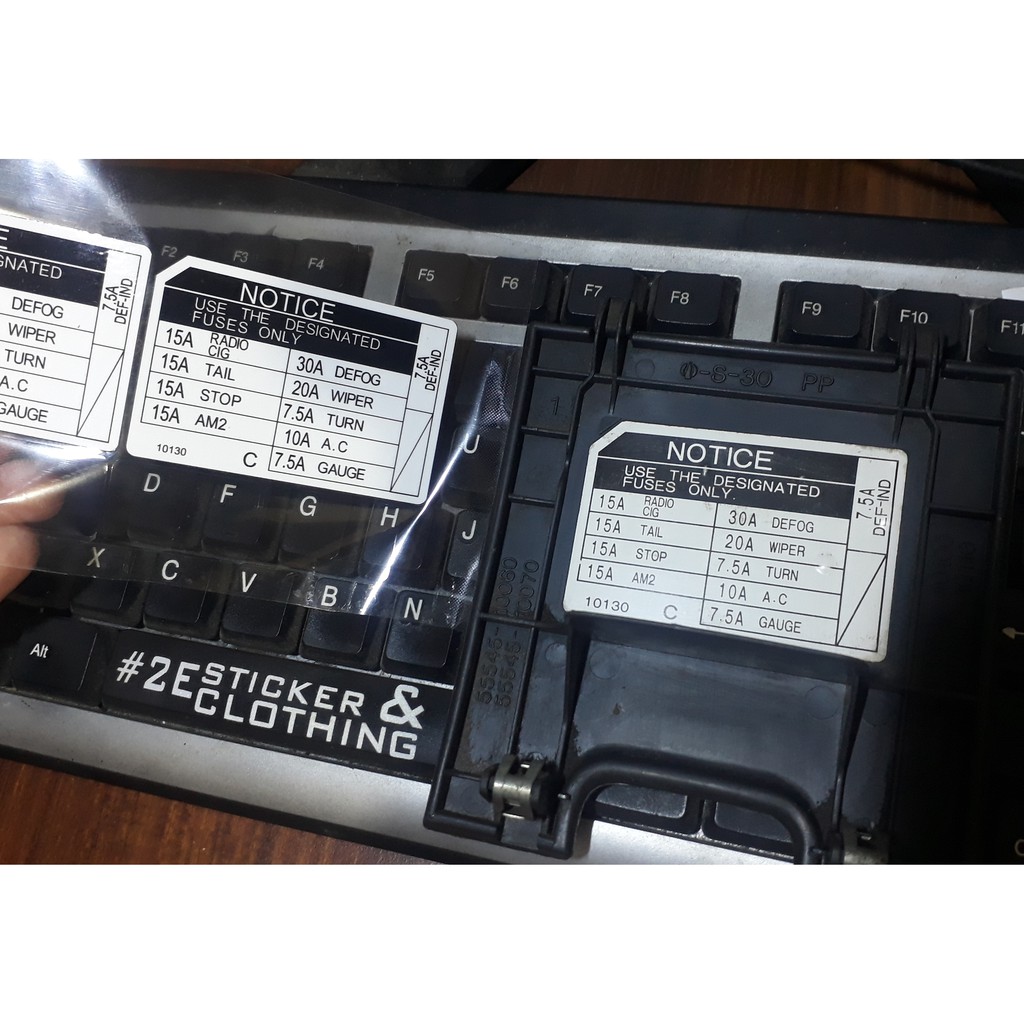 F2
F3
F4
F5
F6
F7
F8
F9
F10
F11
E
GNATED
DEFOG
WIPER
TURN
A.C
GAUGE
7.5A
DEF-IND
NOTICE
USE THE DESIGNATED
FUSES ONLY
15A RADIO CIG
30A DEFOG
15A TAIL
20A WIPER
15A STOP
7.5A TURN
15A AM2
10A A.C
10130 C
7.5A GAUGE
7.5A
DEF-IND
-S-30 PP
1
NOTICE
USE THE DESIGNATED
FUSES ONLY.
15A RADIO CIG
30A DEFOG
15A TAIL
20A WIPER
15A STOP
7.5A TURN
15A AM2
10A A.C
10130 C
7.5A GAUGE
7.5A
DEF-IND
U
D
F
G
H
J
X
C
V
B
N
Alt
#2E STICKER &
CLOTHING